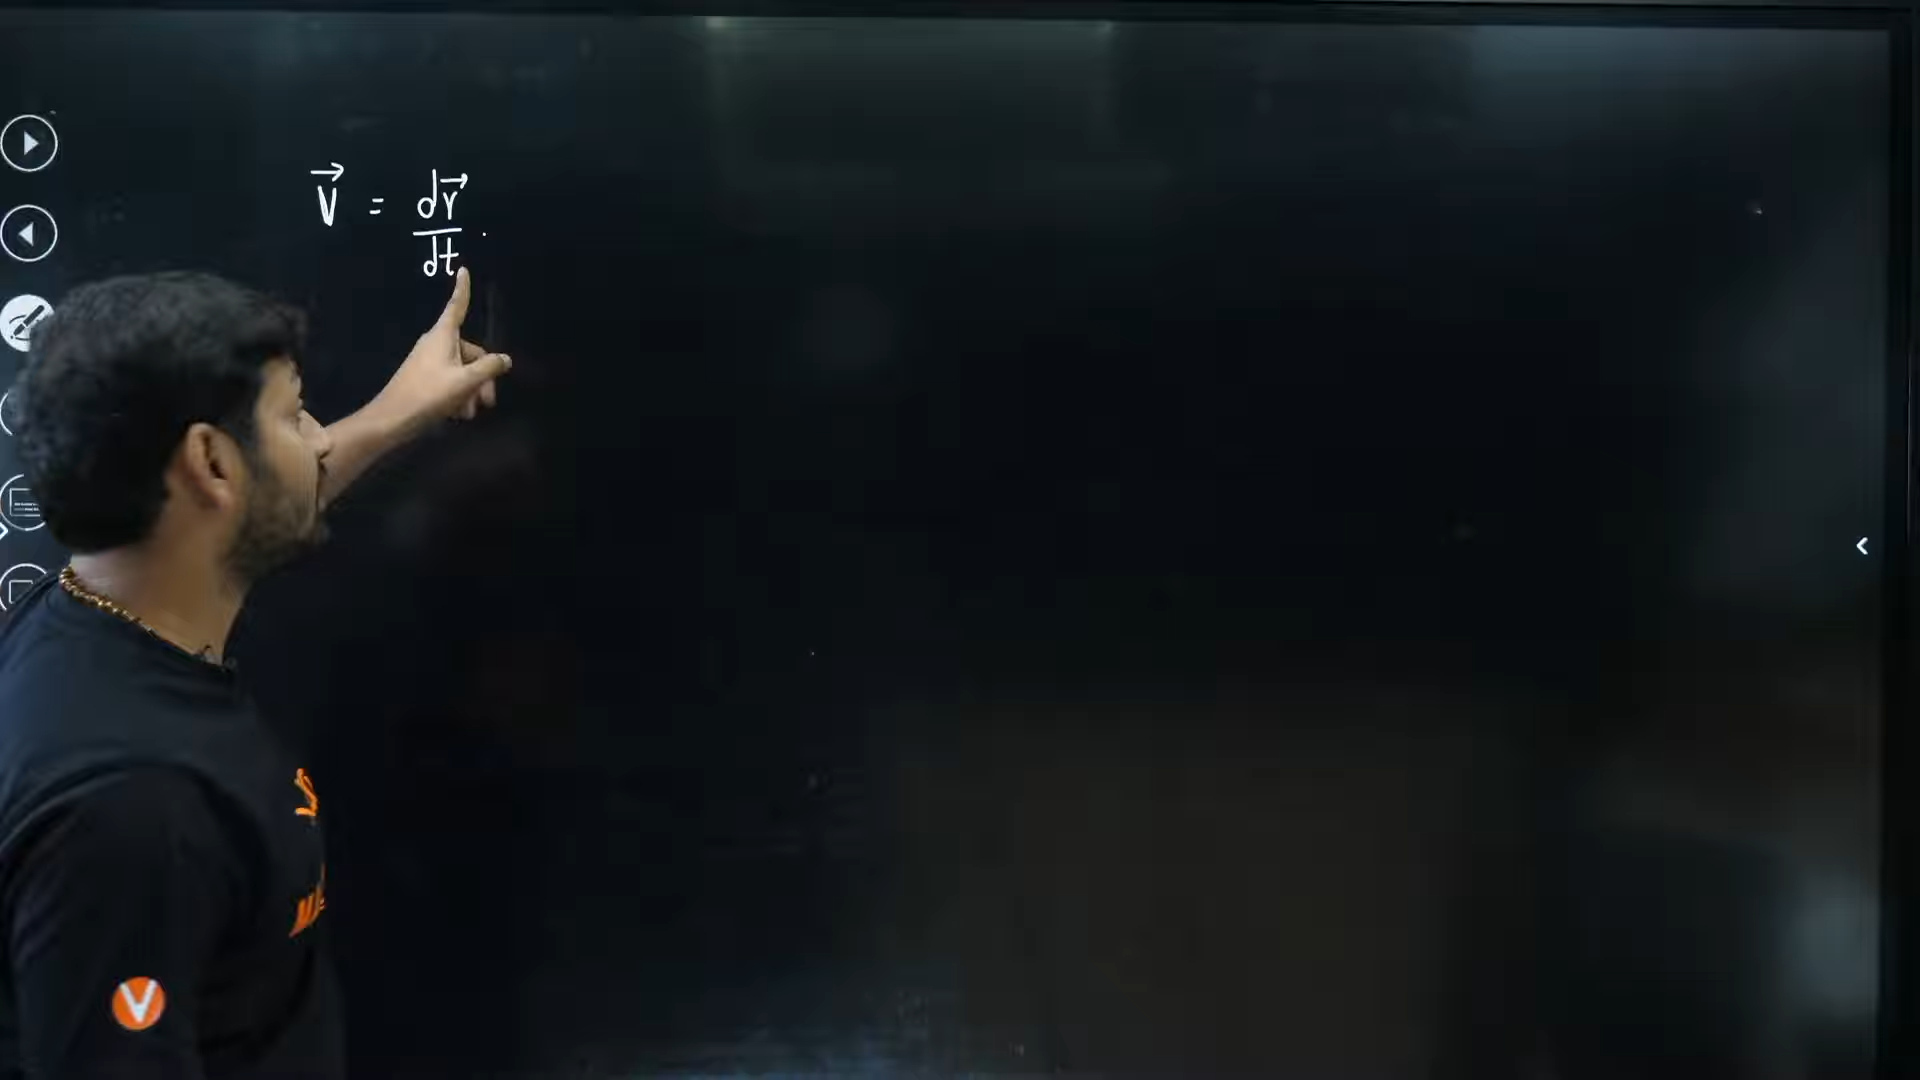 V⃗ = dr⃗/dt .
V